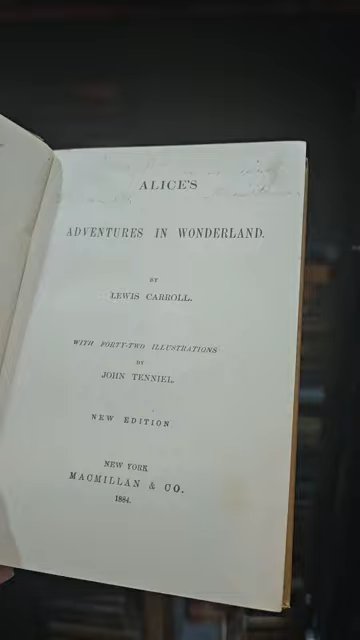 ALICE'S
ADVENTURES IN WONDERLAND.
BY
LEWIS CARROLL.
WITH FORTY-TWO ILLUSTRATIONS
BY
JOHN TENNIEL.
NEW EDITION
NEW YORK
MACMILLAN & CO.
1884.